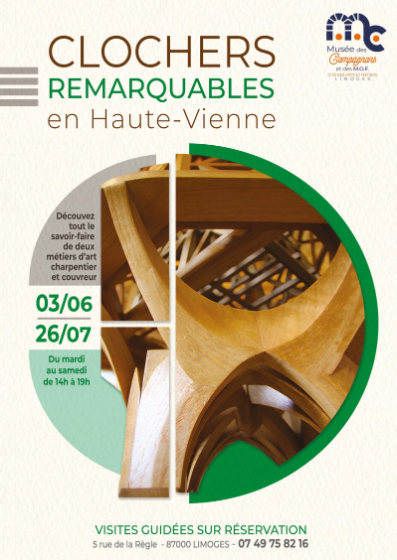 CLOCHERS
REMARQUABLES
en Haute-Vienne
Musée des
Compagnons
et des M.O.F.
LIMOGES
Découvez
tout le
savoir-faire
de deux
métiers d'art
charpentier
et couvreur
03/06
26/07
Du mardi
au samedi
de 14h à 19h
VISITES GUIDÉES SUR RÉSERVATION
5 rue de la Règle - 87000 LIMOGES - 07 49 75 82 16